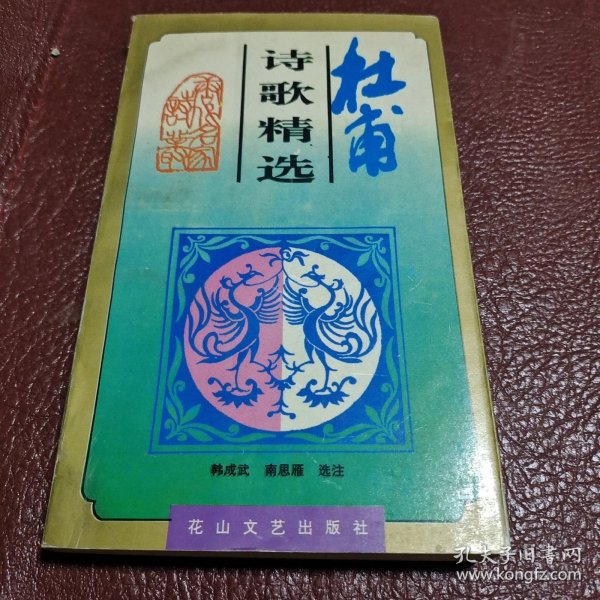 杜甫
诗歌精选
韩成武 南思雁 选注
花山文艺出版社
孔夫子旧书网
www.kongfz.com